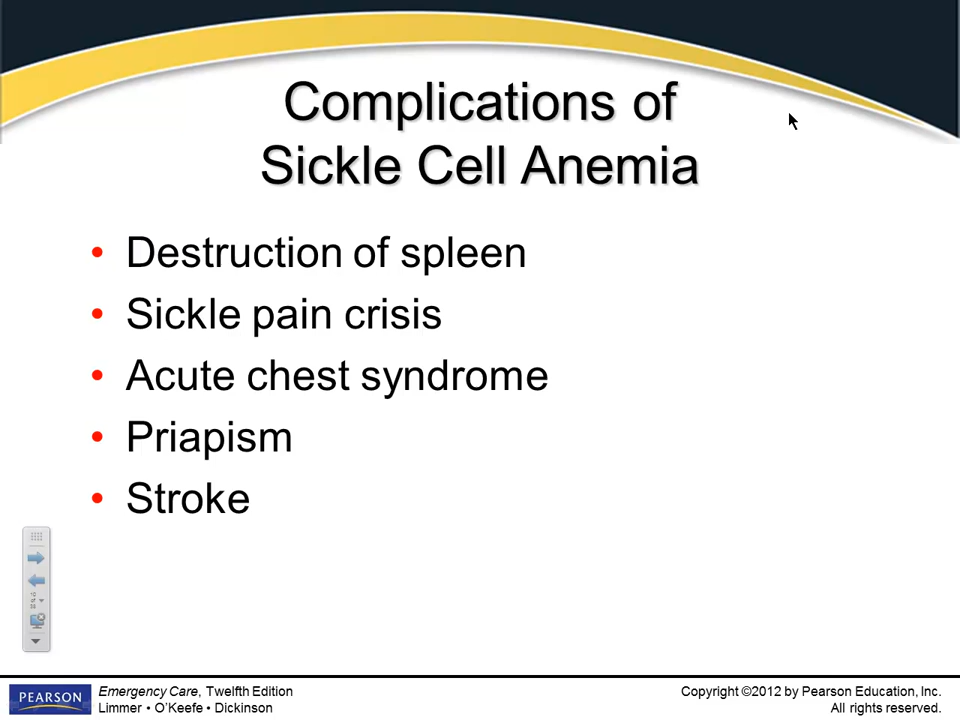 Complications of
Sickle Cell Anemia
• Destruction of spleen
• Sickle pain crisis
• Acute chest syndrome
• Priapism
• Stroke
PEARSON
Emergency Care, Twelfth Edition
Limmer • O'Keefe • Dickinson
Copyright ©2012 by Pearson Education, Inc.
All rights reserved.